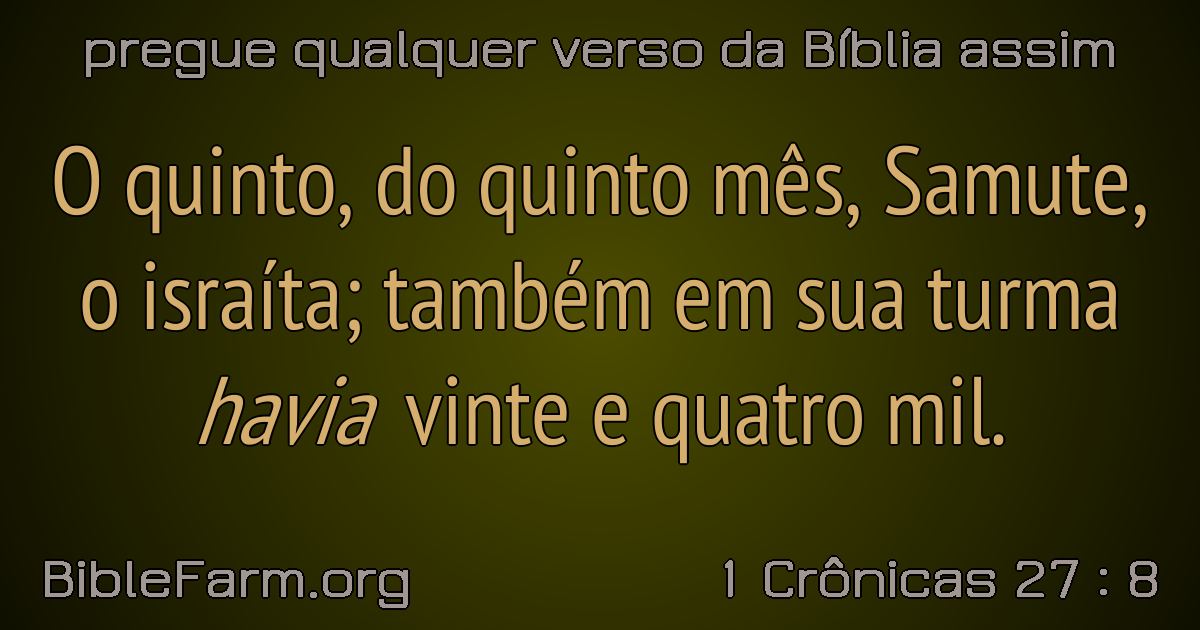 pregue qualquer verso da Bíblia assim
O quinto, do quinto mês, Samute,
o israíta; também em sua turma
havia vinte e quatro mil.
BibleFarm.org
1 Crônicas 27 : 8